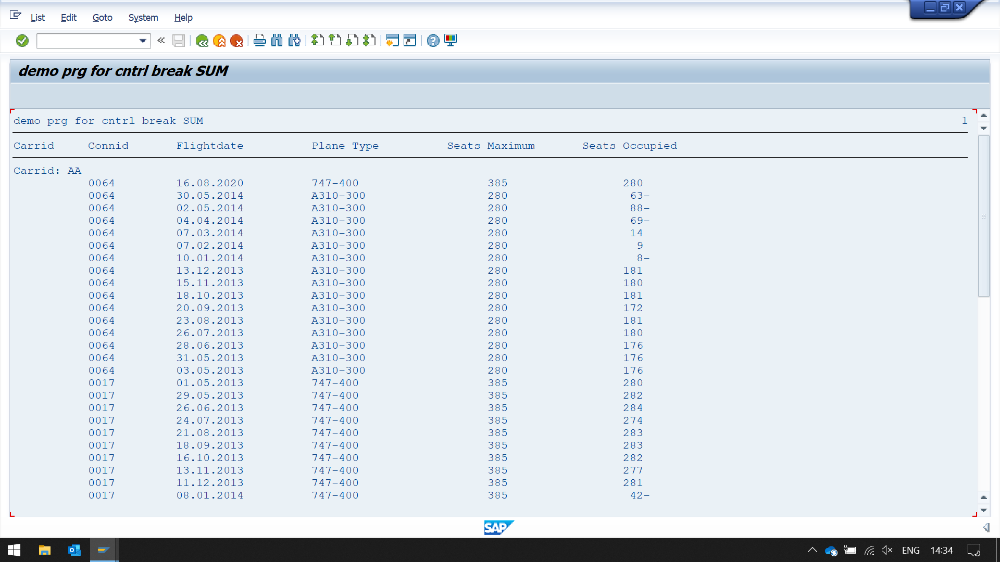 List Edit Goto System Help
demo prg for cntrl break SUM
demo prg for cntrl break SUM 1
Carrid Connid Flightdate Plane Type Seats Maximum Seats Occupied
Carrid: AA
0064 16.08.2020 747-400 385 280
0064 30.05.2014 A310-300 280 63-
0064 02.05.2014 A310-300 280 88-
0064 04.04.2014 A310-300 280 69-
0064 07.03.2014 A310-300 280 14
0064 07.02.2014 A310-300 280 9
0064 10.01.2014 A310-300 280 8-
0064 13.12.2013 A310-300 280 181
0064 15.11.2013 A310-300 280 180
0064 18.10.2013 A310-300 280 181
0064 20.09.2013 A310-300 280 172
0064 23.08.2013 A310-300 280 181
0064 26.07.2013 A310-300 280 180
0064 28.06.2013 A310-300 280 176
0064 31.05.2013 A310-300 280 176
0064 03.05.2013 A310-300 280 176
0017 01.05.2013 747-400 385 280
0017 29.05.2013 747-400 385 282
0017 26.06.2013 747-400 385 284
0017 24.07.2013 747-400 385 274
0017 21.08.2013 747-400 385 283
0017 18.09.2013 747-400 385 283
0017 16.10.2013 747-400 385 282
0017 13.11.2013 747-400 385 277
0017 11.12.2013 747-400 385 281
0017 08.01.2014 747-400 385 42-
SAP
ENG 14:34